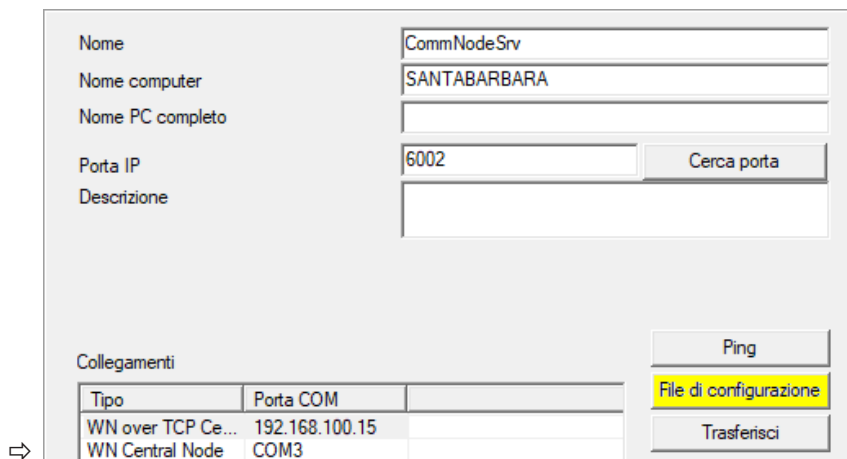 Nome CommNodeSrv
Nome computer SANTABARBARA
Nome PC completo
Porta IP 6002 Cerca porta
Descrizione
Ping
Collegamenti
File di configurazione
Tipo Porta COM
WN over TCP Ce... 192.168.100.15
Trasferisci
WN Central Node COM3